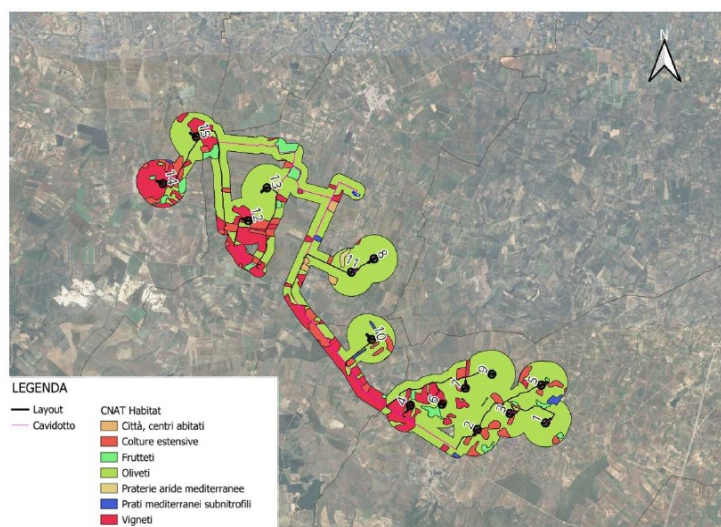 N
15
14
13
12
8
11
10
9
7
5
4
6
3
1
2
LEGENDA
Layout
Cavidotto
CNAT Habitat
Città, centri abitati
Colture estensive
Frutteti
Oliveti
Praterie aride mediterranee
Prati mediterranei subnitrofili
Vigneti